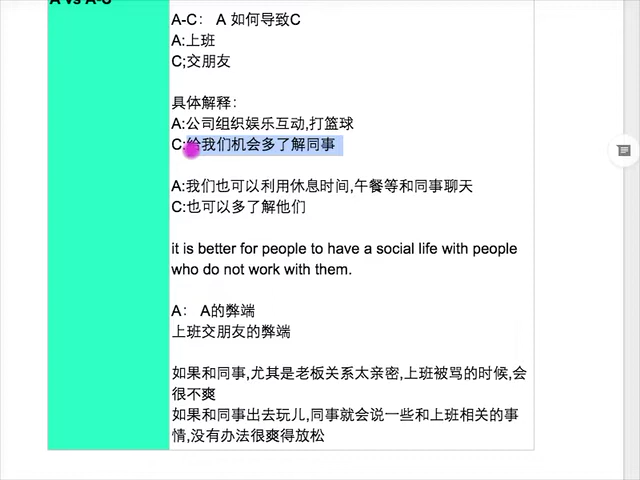 A vs A-C
A-C： A 如何导致C
A:上班
C;交朋友
具体解释：
A:公司组织娱乐互动,打篮球
C:给我们机会多了解同事
A:我们也可以利用休息时间,午餐等和同事聊天
C:也可以多了解他们
it is better for people to have a social life with people
who do not work with them.
A： A的弊端
上班交朋友的弊端
如果和同事,尤其是老板关系太亲密,上班被骂的时候,会
很不爽
如果和同事出去玩儿,同事就会说一些和上班相关的事
情,没有办法很爽得放松